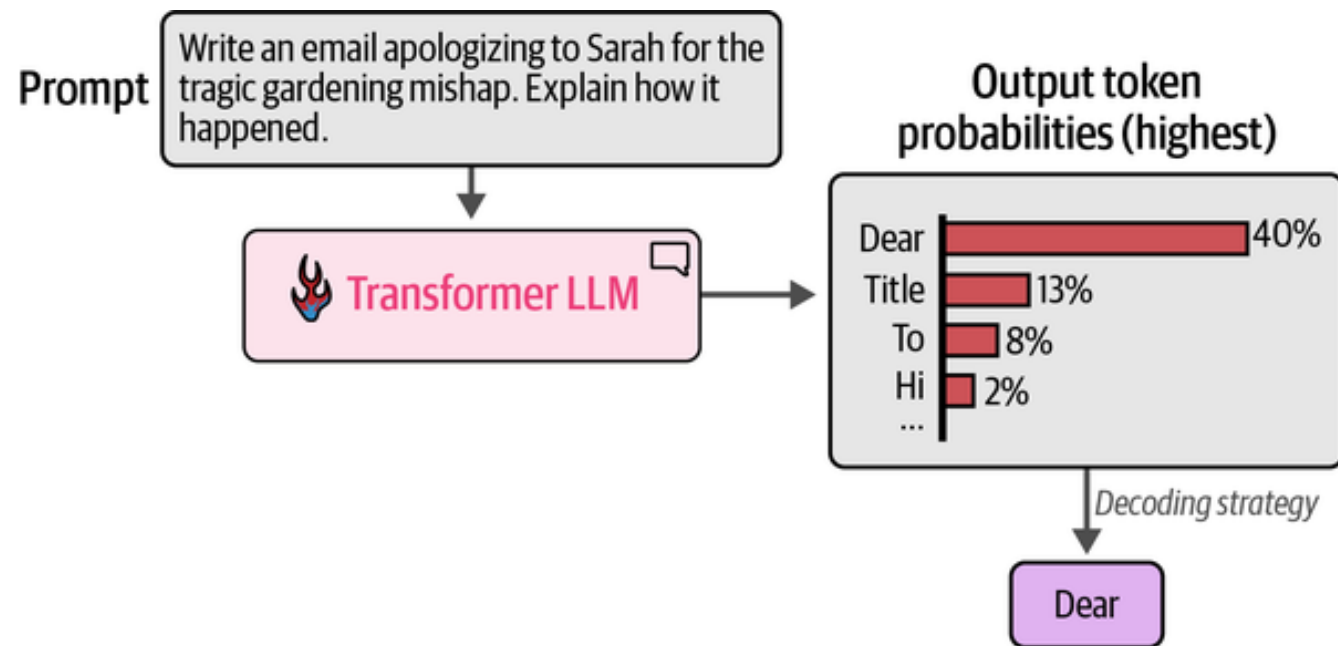 Prompt
Write an email apologizing to Sarah for the
tragic gardening mishap. Explain how it
happened.
Transformer LLM
Output token
probabilities (highest)
Dear 40%
Title 13%
To 8%
Hi 2%
...
Decoding strategy
Dear